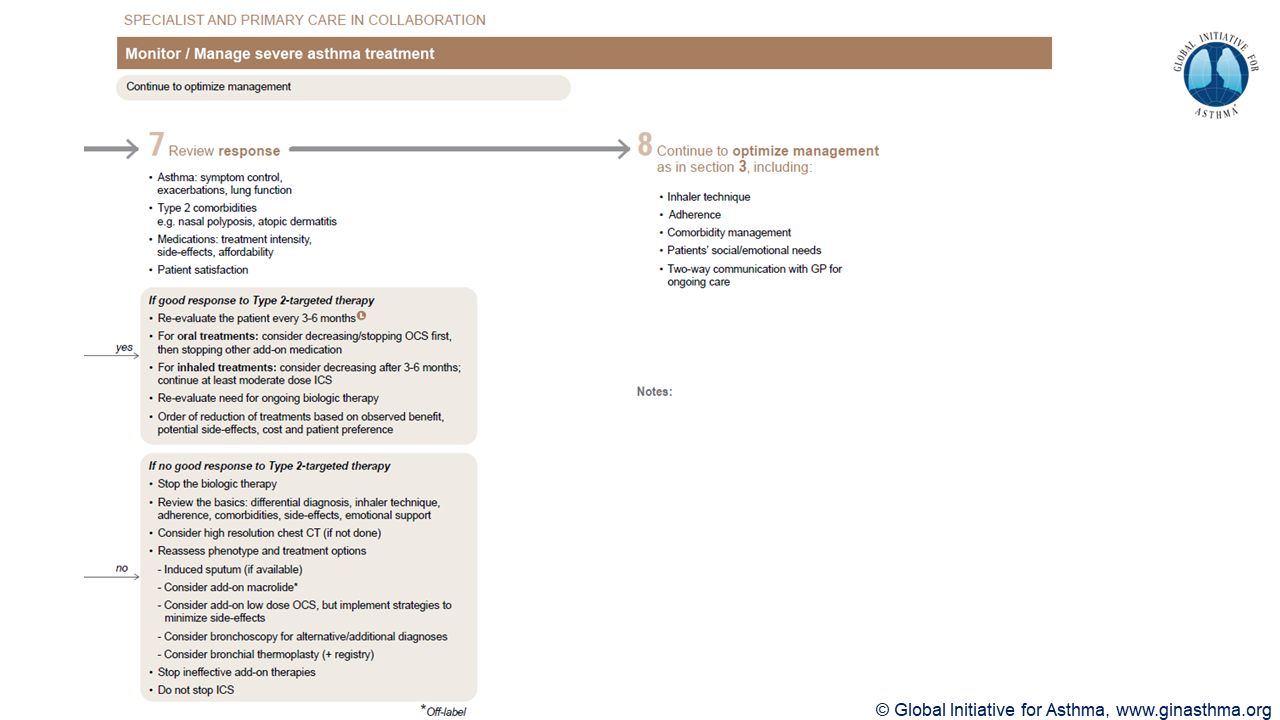 SPECIALIST AND PRIMARY CARE IN COLLABORATION
Monitor / Manage severe asthma treatment
Continue to optimize management
GLOBAL INITIATIVE FOR
ASTHMA
7 Review response
• Asthma: symptom control,
exacerbations, lung function
• Type 2 comorbidities
e.g. nasal polyposis, atopic dermatitis
• Medications: treatment intensity,
side-effects, affordability
• Patient satisfaction
If good response to Type 2-targeted therapy
• Re-evaluate the patient every 3-6 months L
yes
• For oral treatments: consider decreasing/stopping OCS first,
then stopping other add-on medication
• For inhaled treatments: consider decreasing after 3-6 months;
continue at least moderate dose ICS
• Re-evaluate need for ongoing biologic therapy
• Order of reduction of treatments based on observed benefit,
potential side-effects, cost and patient preference
If no good response to Type 2-targeted therapy
• Stop the biologic therapy
• Review the basics: differential diagnosis, inhaler technique,
adherence, comorbidities, side-effects, emotional support
• Consider high resolution chest CT (if not done)
• Reassess phenotype and treatment options
no
- Induced sputum (if available)
- Consider add-on macrolide*
- Consider add-on low dose OCS, but implement strategies to
minimize side-effects
- Consider bronchoscopy for alternative/additional diagnoses
- Consider bronchial thermoplasty (+ registry)
• Stop ineffective add-on therapies
• Do not stop ICS
*Off-label
8 Continue to optimize management
as in section 3, including:
• Inhaler technique
• Adherence
• Comorbidity management
• Patients' social/emotional needs
• Two-way communication with GP for
ongoing care
Notes:
© Global Initiative for Asthma, www.ginasthma.org